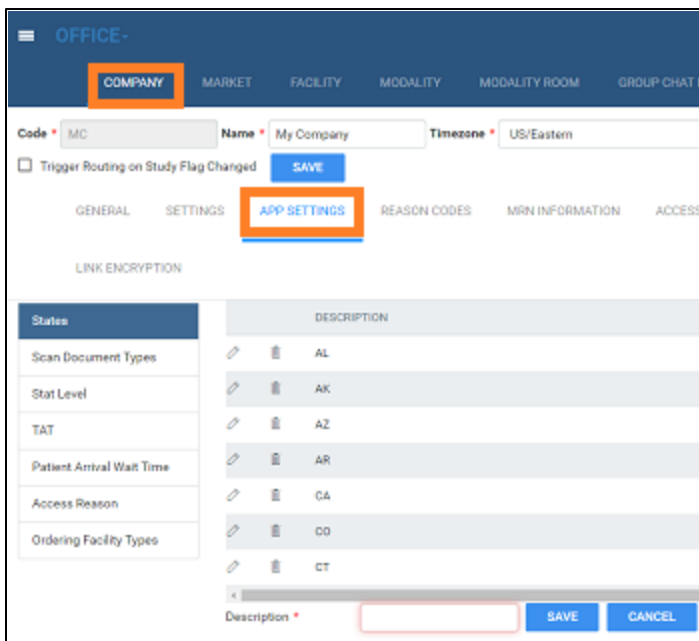 OFFICE-
COMPANY MARKET FACILITY MODALITY MODALITY ROOM GROUP CHAT
Code * MC Name * My Company Timezone * US/Eastern
Trigger Routing on Study Flag Changed SAVE
GENERAL SETTINGS APP SETTINGS REASON CODES MRN INFORMATION ACCESS
LINK ENCRYPTION
States DESCRIPTION
Scan Document Types AL
Stat Level AK
TAT AZ
Patient Arrival Wait Time AR
Access Reason CA
Ordering Facility Types CO
CT
Description * SAVE CANCEL